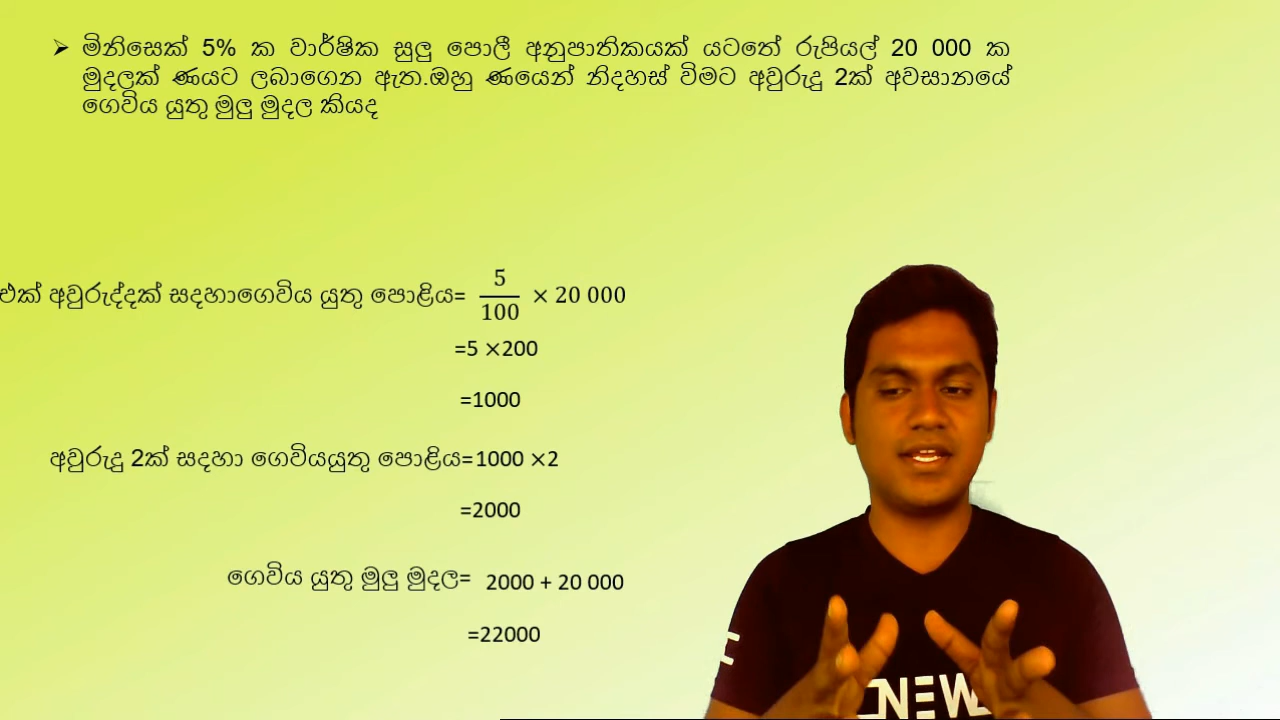 ➢ මිනිසෙක් 5% ක වාර්ෂික සුලු පොලී අනුපාතිකයක් යටතේ රුපියල් 20 000 ක
මුදලක් ණයට ලබාගෙන ඇත.ඔහු ණයෙන් නිදහස් විමට අවුරුදු 2ක් අවසානයේ
ගෙවිය යුතු මුලු මුදල කියද
එක් අවුරුද්දක් සදහාගෙවිය යුතු පොළිය= 5/100 × 20 000
=5 ×200
=1000
අවුරුදු 2ක් සදහා ගෙවියයුතු පොළිය=1000 ×2
=2000
ගෙවිය යුතු මුලු මුදල= 2000 + 20 000
=22000
NEW